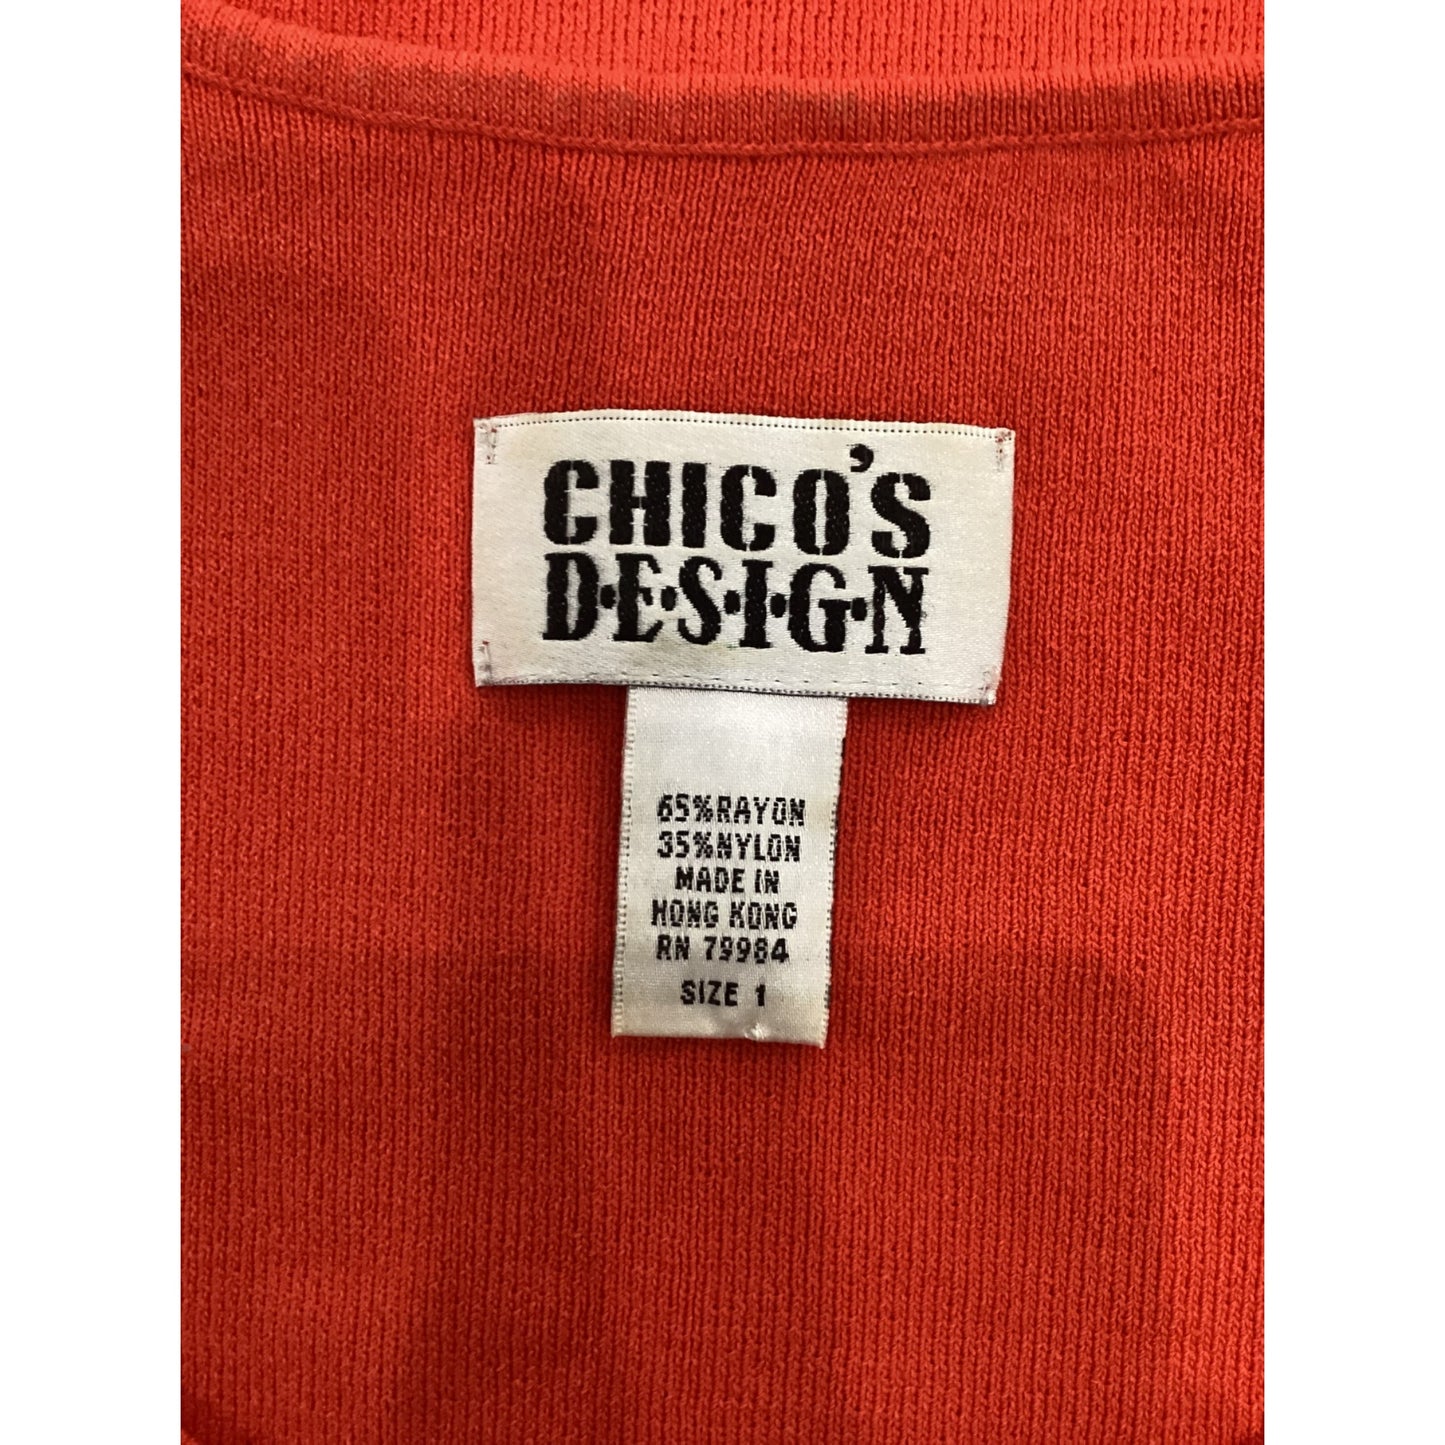 CHICO'S
D·E·S·I·G·N
65%RAYON
35%NYLON
MADE IN
HONG KONG
RN 79984
SIZE 1